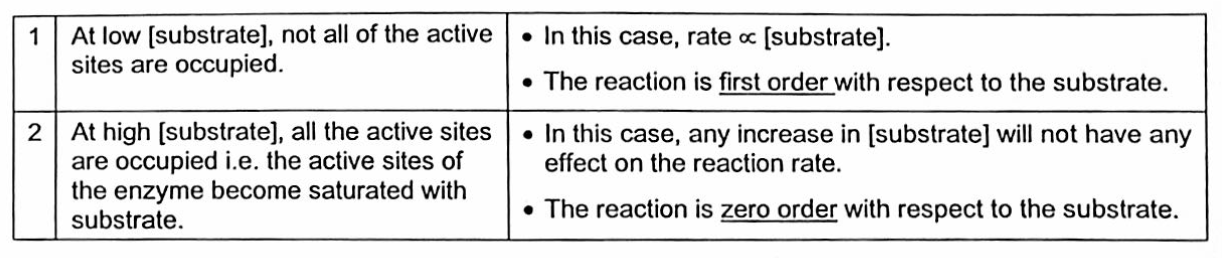 1
At low [substrate], not all of the active
sites are occupied.
• In this case, rate ∝ [substrate].
• The reaction is first order with respect to the substrate.
2
At high [substrate], all the active sites
are occupied i.e. the active sites of
the enzyme become saturated with
substrate.
• In this case, any increase in [substrate] will not have any
effect on the reaction rate.
• The reaction is zero order with respect to the substrate.